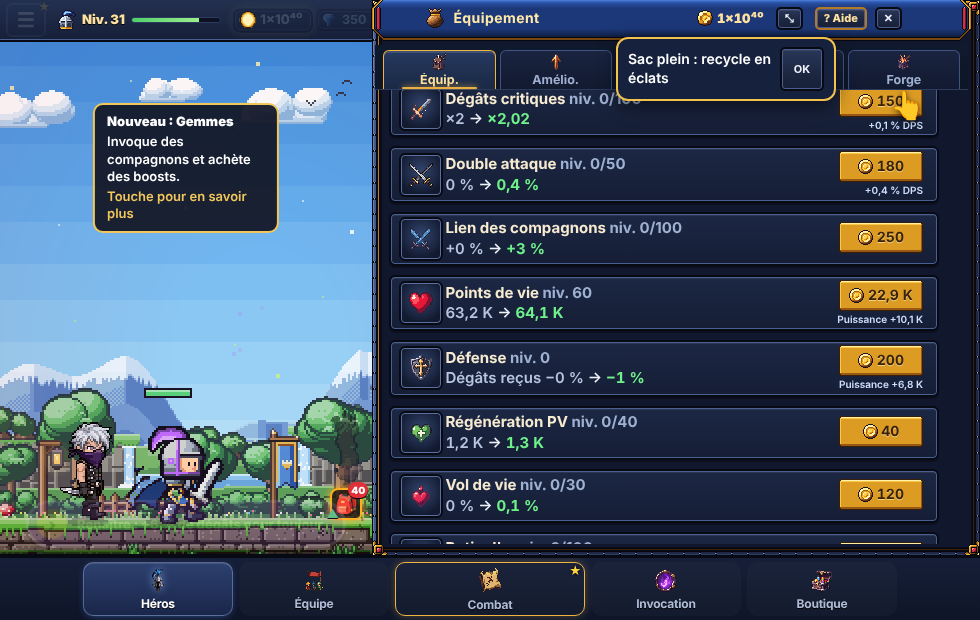 Niv. 31
1×10⁴⁰
350
Équipement
1×10⁴⁰
? Aide
Équip.
Amélio.
Forge
Sac plein : recycle en
éclats
OK
Nouveau : Gemmes
Invoque des
compagnons et achète
des boosts.
Touche pour en savoir
plus
Dégâts critiques niv. 0/100
×2 → ×2,02
150
+0,1 % DPS
Double attaque niv. 0/50
0 % → 0,4 %
180
+0,4 % DPS
Lien des compagnons niv. 0/100
+0 % → +3 %
250
Points de vie niv. 60
63,2 K → 64,1 K
22,9 K
Puissance +10,1 K
Défense niv. 0
Dégâts reçus −0 % → −1 %
200
Puissance +6,8 K
Régénération PV niv. 0/40
1,2 K → 1,3 K
40
Vol de vie niv. 0/30
0 % → 0,1 %
120
40
Héros
Équipe
Combat
Invocation
Boutique